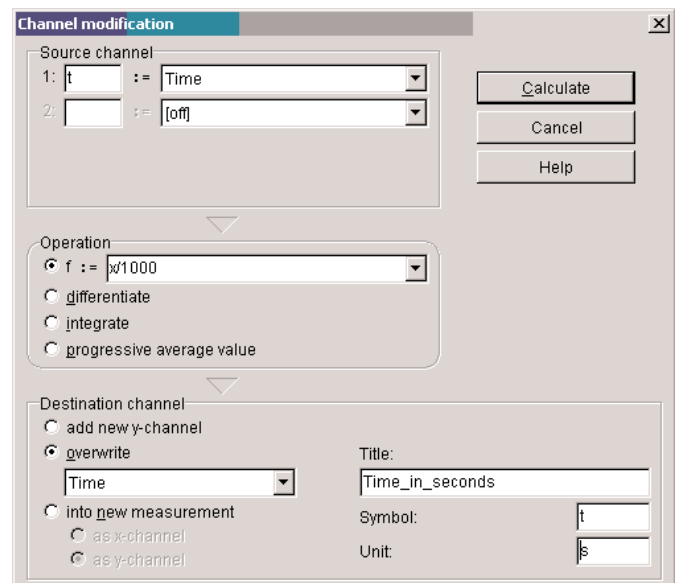 Channel modification
Source channel
1: t := Time
2: := [off]
Calculate
Cancel
Help
Operation
f := x/1000
differentiate
integrate
progressive average value
Destination channel
add new y-channel
overwrite
Time
into new measurement
as x-channel
as y-channel
Title:
Time_in_seconds
Symbol: t
Unit: s